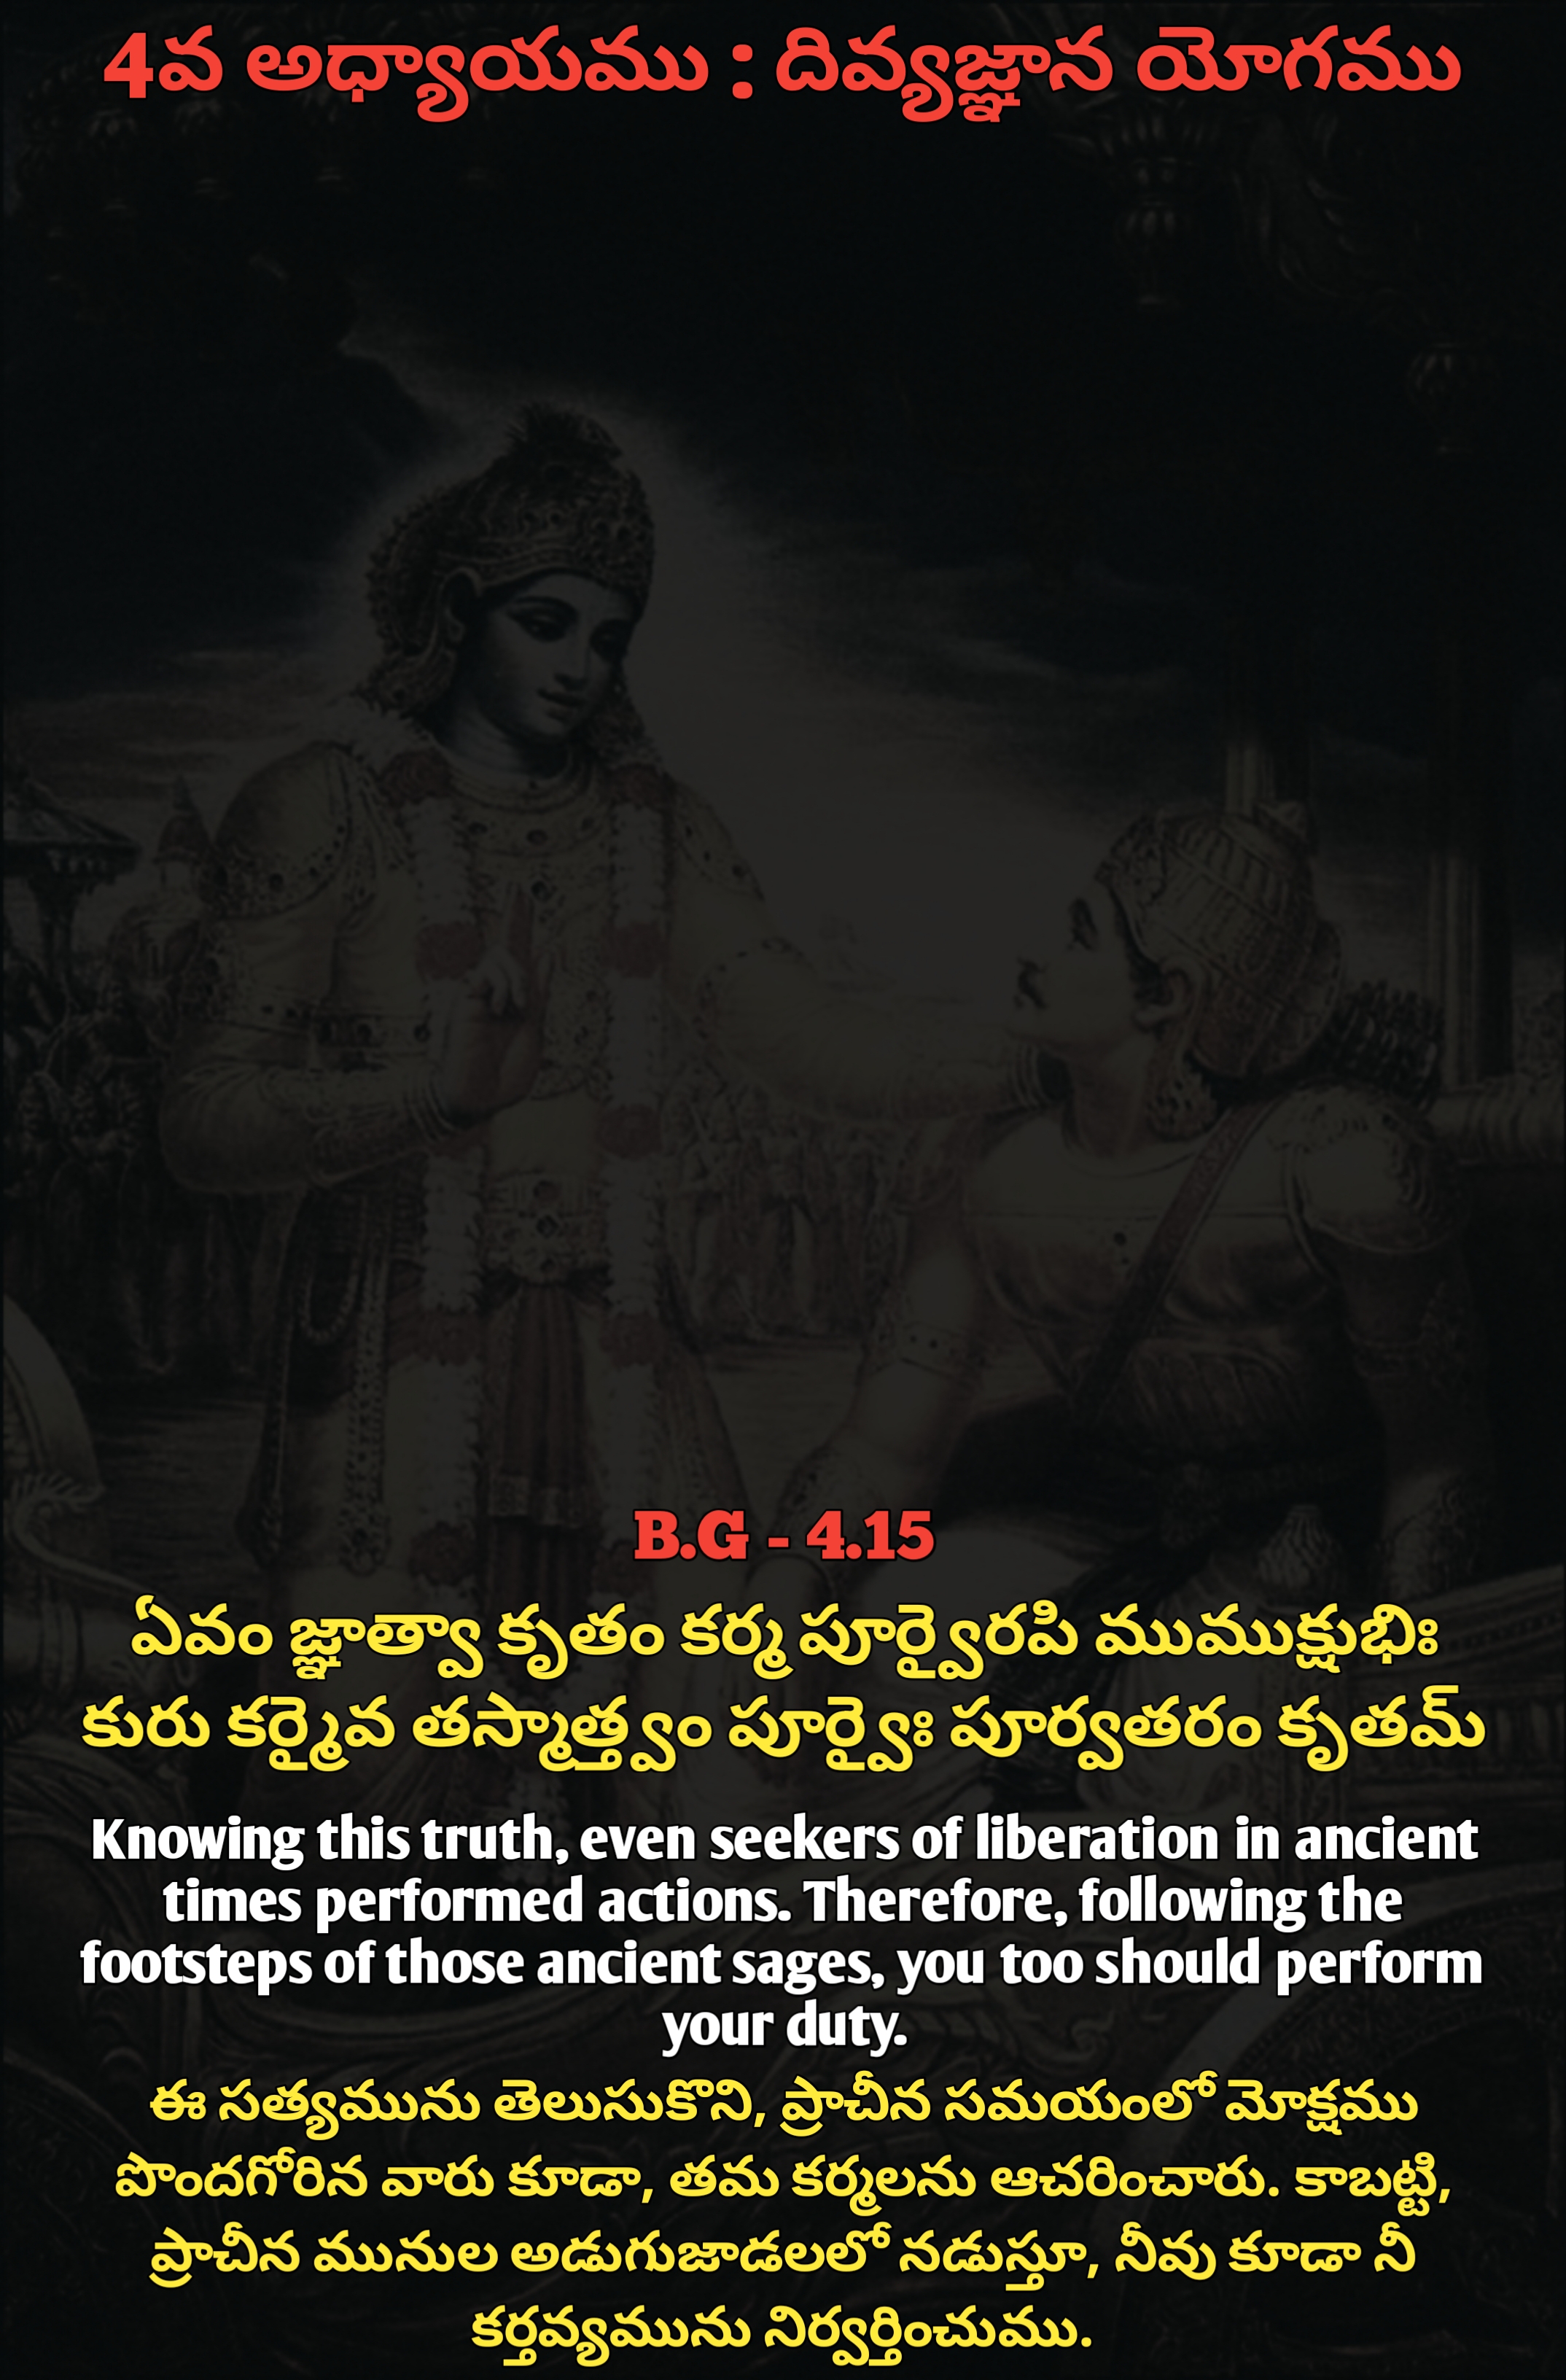 4వ అధ్యాయము : దివ్యజ్ఞాన యోగము
B.G - 4.15
ఏవం జ్ఞాత్వా కృతం కర్మ పూర్వైరపి ముముక్షుభిః
కురు కర్మైవ తస్మాత్త్వం పూర్వైః పూర్వతరం కృతమ్
Knowing this truth, even seekers of liberation in ancient
times performed actions. Therefore, following the
footsteps of those ancient sages, you too should perform
your duty.
ఈ సత్యమును తెలుసుకొని, ప్రాచీన సమయంలో మోక్షము
పొందగోరిన వారు కూడా, తమ కర్మలను ఆచరించారు. కాబట్టి,
ప్రాచీన మునుల అడుగుజాడలలో నడుస్తూ, నీవు కూడా నీ
కర్తవ్యమును నిర్వర్తించుము.